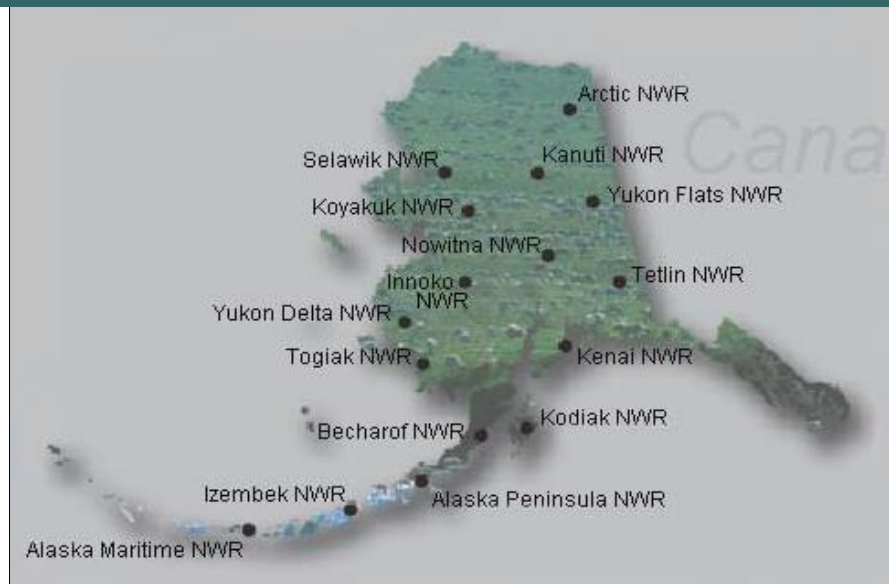 Arctic NWR
Cana
Selawik NWR
Kanuti NWR
Yukon Flats NWR
Koyakuk NWR
Nowitna NWR
Innoko
NWR
Tetlin NWR
Yukon Delta NWR
Togiak NWR
Kenai NWR
Becharof NWR
Kodiak NWR
Izembek NWR
Alaska Peninsula NWR
Alaska Maritime NWR